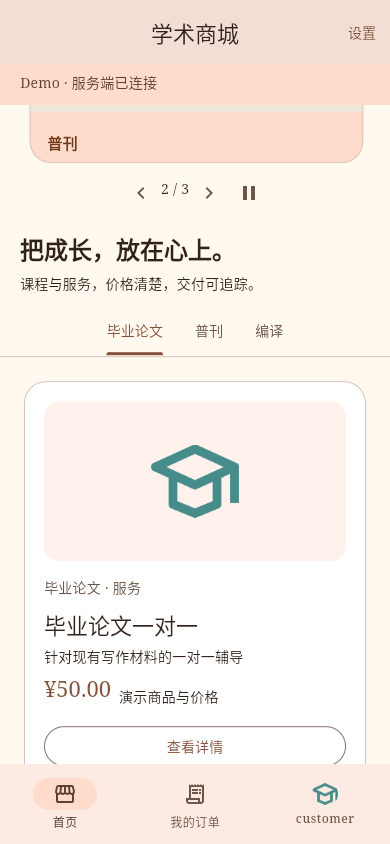 学术商城
设置
Demo · 服务端已连接
普刊
2 / 3
把成长，放在心上。
课程与服务，价格清楚，交付可追踪。
毕业论文 普刊 编译
毕业论文 · 服务
毕业论文一对一
针对现有写作材料的一对一辅导
¥50.00 演示商品与价格
查看详情
首页 我的订单 customer